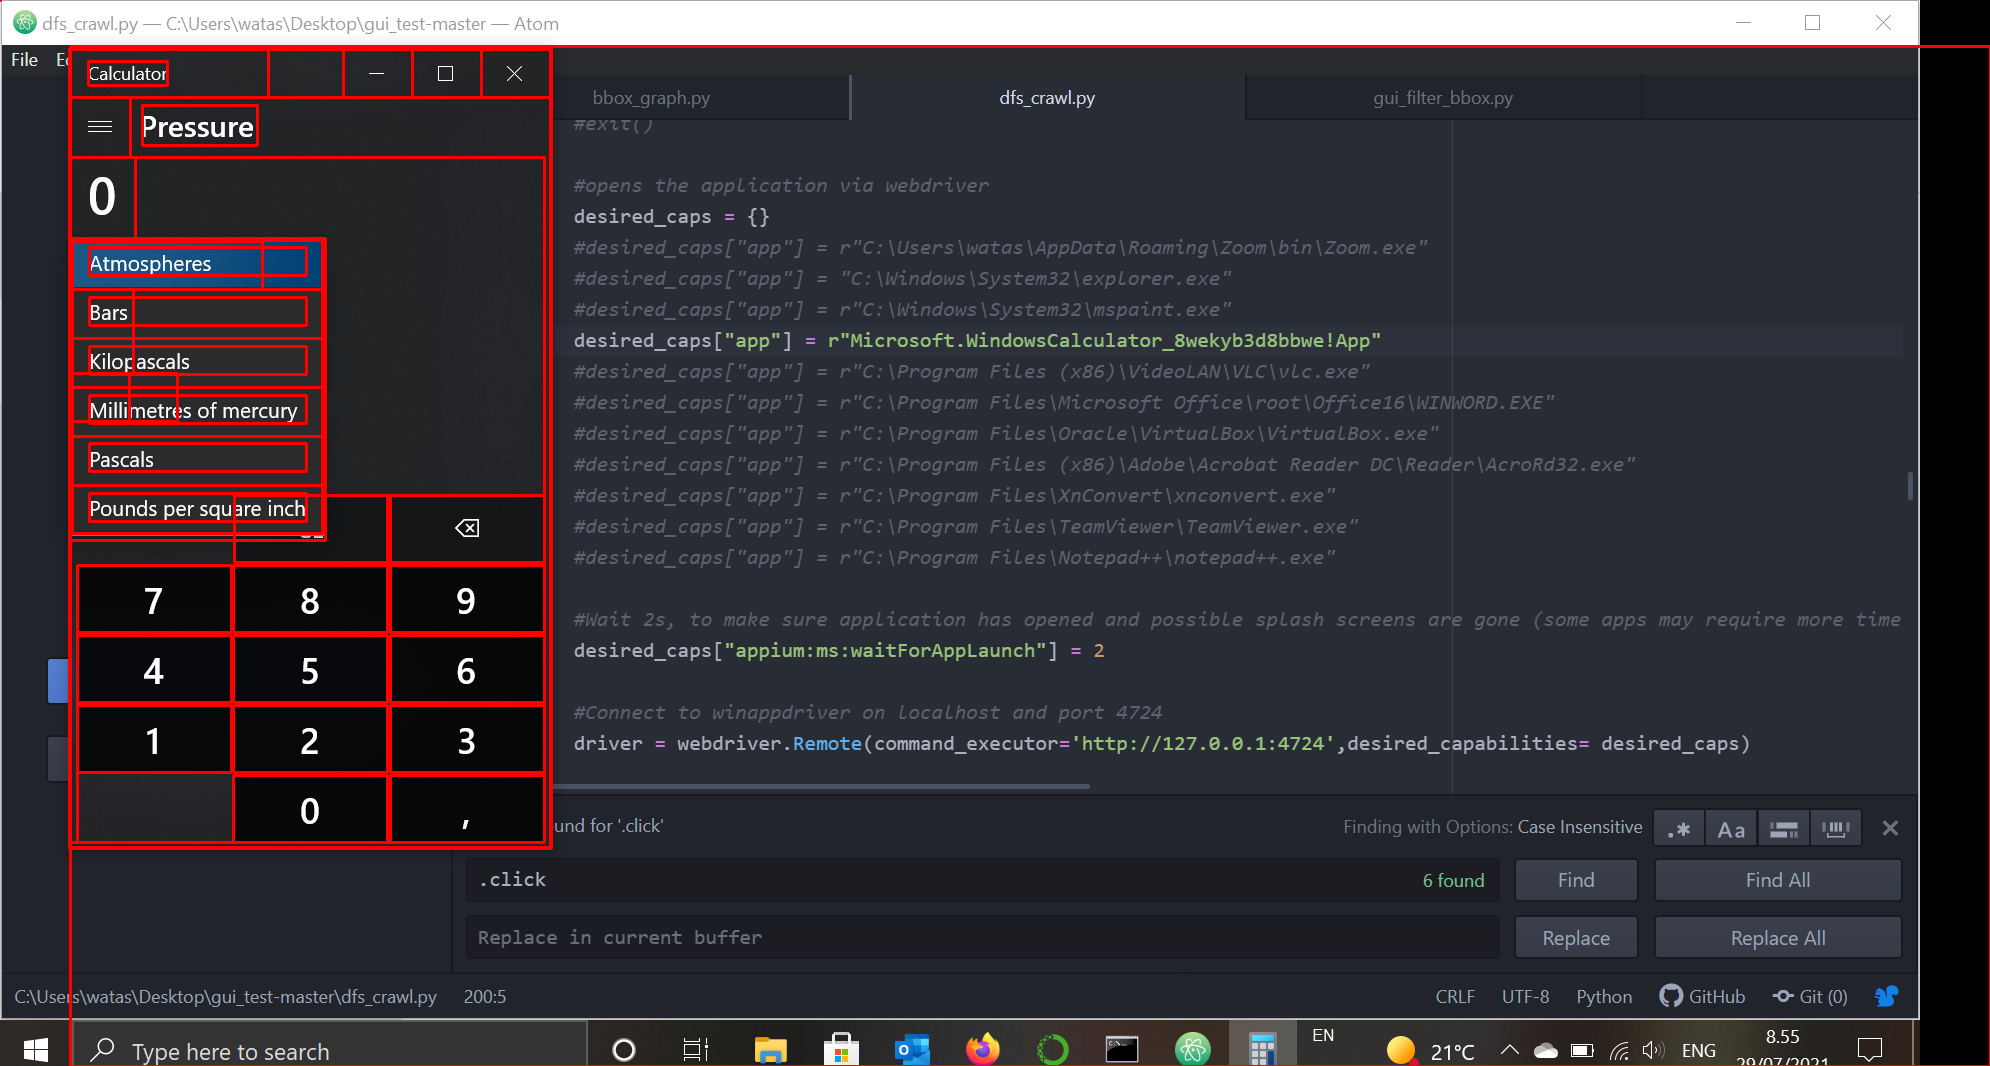 dfs_crawl.py — C:\Users\watas\Desktop\gui_test-master — Atom
File
Calculator
bbox_graph.py
dfs_crawl.py
gui_filter_bbox.py
Pressure
0
Atmospheres
Bars
Kilopascals
Millimetres of mercury
Pascals
Pounds per square inch
7 8 9
4 5 6
1 2 3
0 ,
#exit()
#opens the application via webdriver
desired_caps = {}
#desired_caps["app"] = r"C:\Users\watas\AppData\Roaming\Zoom\bin\Zoom.exe"
#desired_caps["app"] = "C:\Windows\System32\explorer.exe"
#desired_caps["app"] = r"C:\Windows\System32\mspaint.exe"
desired_caps["app"] = r"Microsoft.WindowsCalculator_8wekyb3d8bbwe!App"
#desired_caps["app"] = r"C:\Program Files (x86)\VideoLAN\VLC\vlc.exe"
#desired_caps["app"] = r"C:\Program Files\Microsoft Office\root\Office16\WINWORD.EXE"
#desired_caps["app"] = r"C:\Program Files\Oracle\VirtualBox\VirtualBox.exe"
#desired_caps["app"] = r"C:\Program Files (x86)\Adobe\Acrobat Reader DC\Reader\AcroRd32.exe"
#desired_caps["app"] = r"C:\Program Files\XnConvert\xnconvert.exe"
#desired_caps["app"] = r"C:\Program Files\TeamViewer\TeamViewer.exe"
#desired_caps["app"] = r"C:\Program Files\Notepad++\notepad++.exe"
#Wait 2s, to make sure application has opened and possible splash screens are gone (some apps may require more time
desired_caps["appium:ms:waitForAppLaunch"] = 2
#Connect to winappdriver on localhost and port 4724
driver = webdriver.Remote(command_executor='http://127.0.0.1:4724',desired_capabilities= desired_caps)
und for '.click'
Finding with Options: Case Insensitive
.* Aa
.click
6 found
Find
Find All
Replace in current buffer
Replace
Replace All
C:\Users\watas\Desktop\gui_test-master\dfs_crawl.py 200:5
CRLF UTF-8 Python GitHub Git (0)
Type here to search
EN
21°C
ENG
8.55
29/07/2021